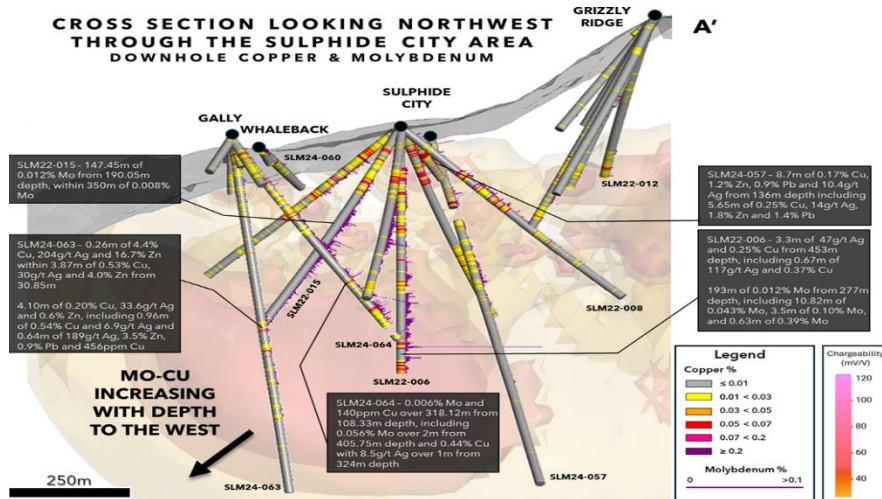 CROSS SECTION LOOKING NORTHWEST
THROUGH THE SULPHIDE CITY AREA
DOWNHOLE COPPER & MOLYBDENUM
GRIZZLY
RIDGE
A'
SULPHIDE
CITY
GALLY
WHALEBACK
SLM24-060
SLM22-012
SLM22-015 - 147.45m of
0.012% Mo from 190.05m
depth, within 350m of 0.008%
Mo
SLM24-057 – 8.7m of 0.17% Cu,
1.2% Zn, 0.9% Pb and 10.4g/t
Ag from 136m depth including
5.65m of 0.25% Cu, 14g/t Ag,
1.8% Zn and 1.4% Pb
SLM24-063 – 0.26m of 4.4%
Cu, 204g/t Ag and 16.7% Zn
within 3.87m of 0.53% Cu,
30g/t Ag and 4.0% Zn from
30.85m
4.10m of 0.20% Cu, 33.6g/t Ag
and 0.6% Zn, including 0.96m
of 0.54% Cu and 6.9g/t Ag and
0.64m of 189g/t Ag, 3.5% Zn,
0.9% Pb and 456ppm Cu
SLM22-006 – 3.3m of 47g/t Ag
and 0.25% Cu from 453m
depth, including 0.67m of
117g/t Ag and 0.37% Cu
193m of 0.012% Mo from 277m
depth, including 10.82m of
0.043% Mo, 3.5m of 0.10% Mo,
and 0.63m of 0.39% Mo
SLM22-015
SLM22-008
SLM24-064
SLM22-006
MO-CU
INCREASING
WITH DEPTH
TO THE WEST
SLM24-064 – 0.006% Mo and
140ppm Cu over 318.12m from
108.33m depth, including
0.056% Mo over 2m from
405.75m depth and 0.44% Cu
with 8.5g/t Ag over 1m from
324m depth
250m
SLM24-063
SLM24-057
Legend
Copper %
≤ 0.01
0.01 < 0.03
0.03 < 0.05
0.05 < 0.07
0.07 < 0.2
≥ 0.2
Molybdenum %
0 >0.1
Chargeability
(mV/V)
120
100
80
60
40